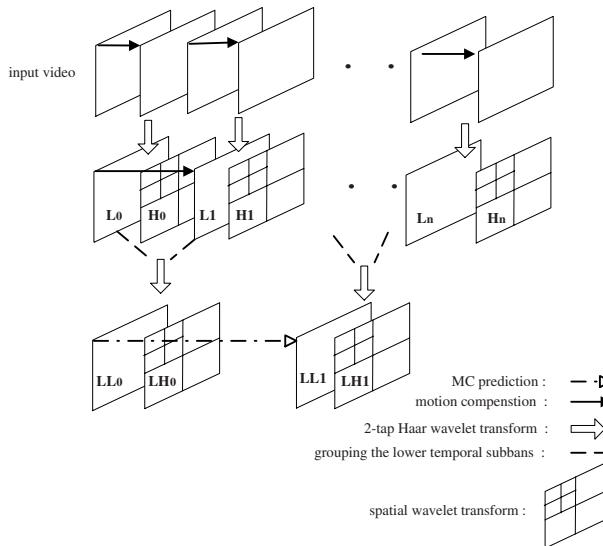 input video
L0 H0 L1 H1 Ln Hn
LL0 LH0 LL1 LH1
MC prediction :
motion compenstion :
2-tap Haar wavelet transform :
grouping the lower temporal subbans :
spatial wavelet transform :